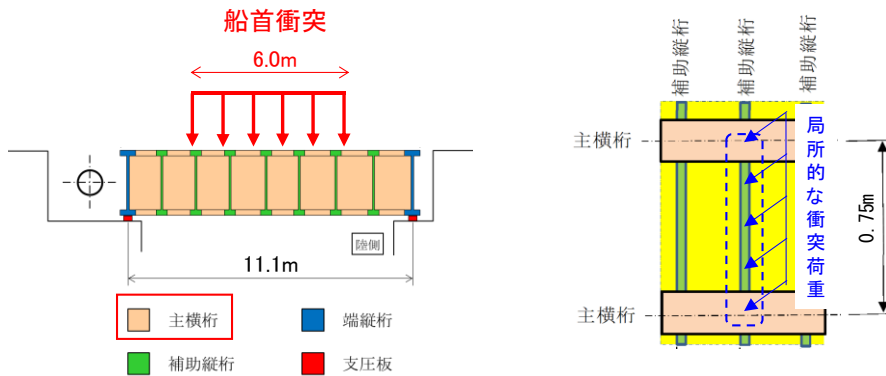 船首衝突
6.0m
陸側
11.1m
主横桁
端縦桁
補助縦桁
支圧板
補助縦桁
補助縦桁
補助縦桁
主横桁
局所的な衝突荷重
0.75m
主横桁